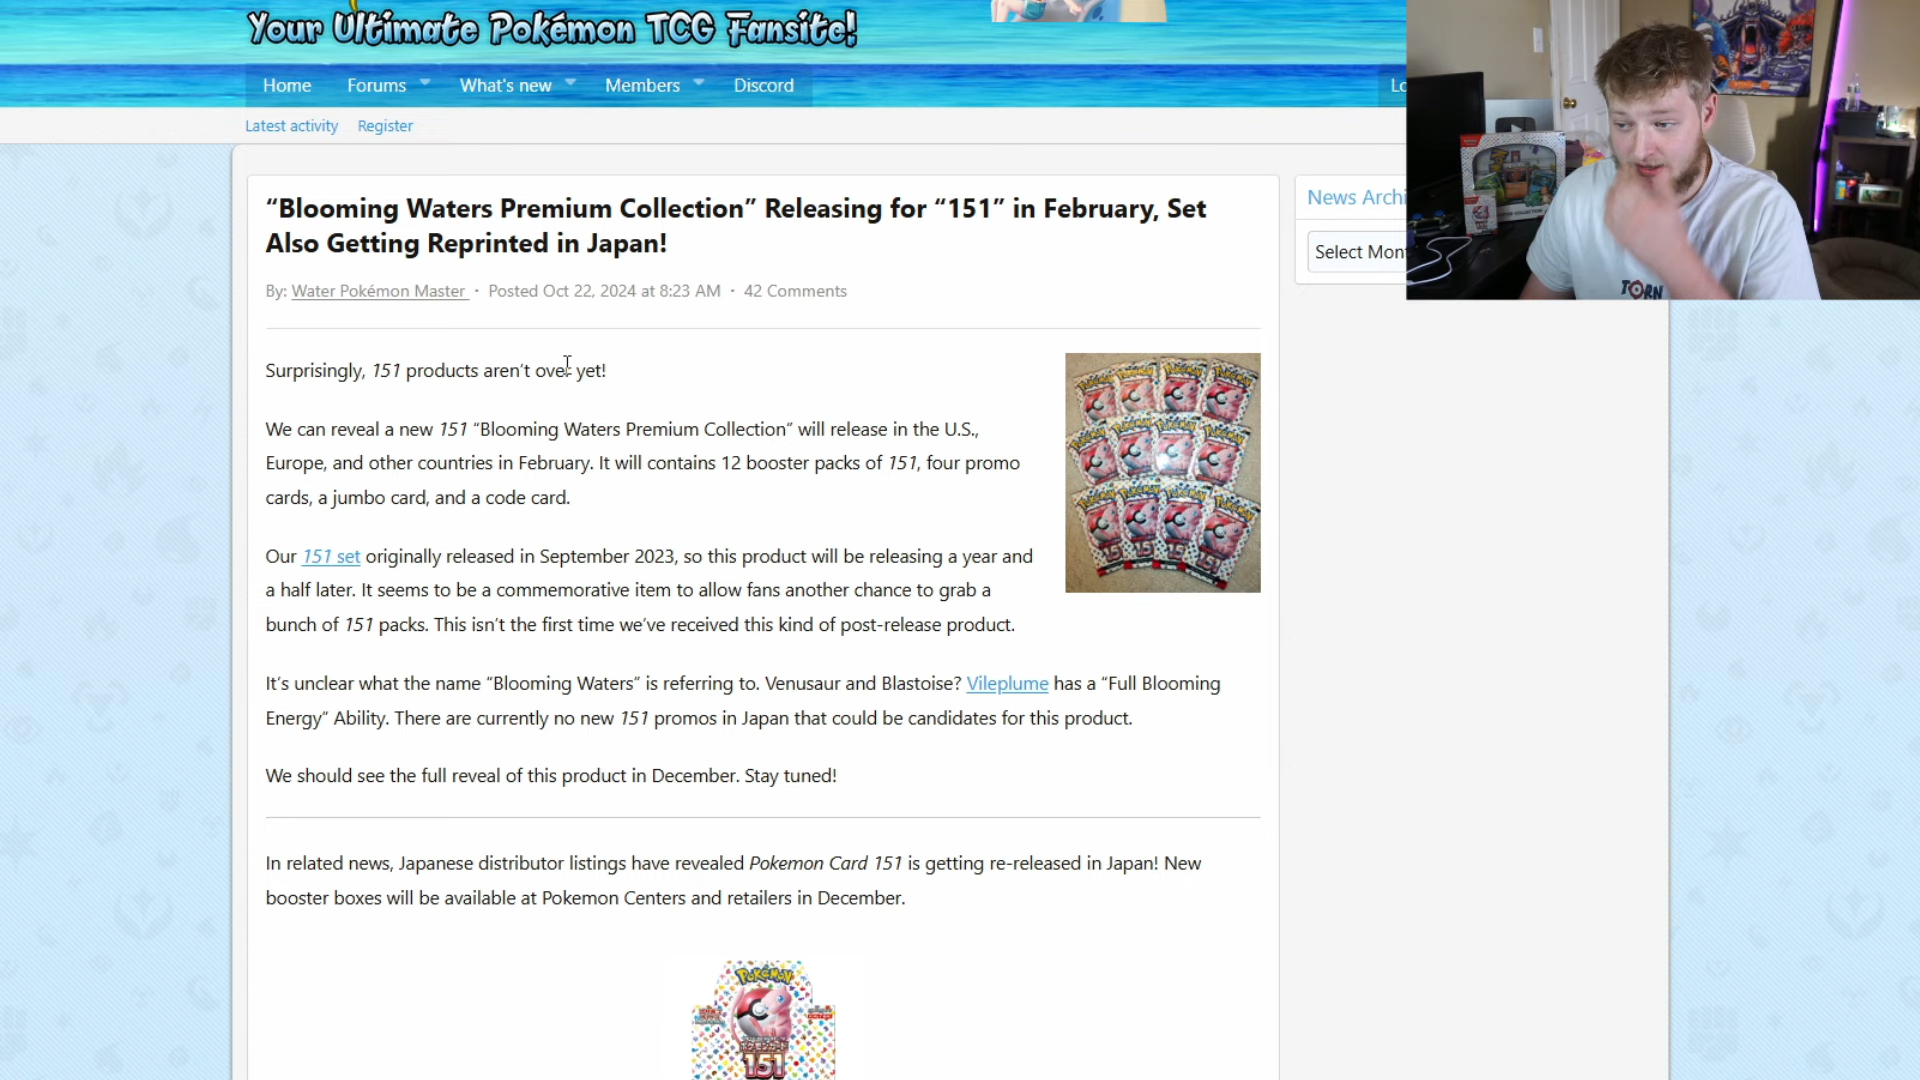 Your Ultimate Pokémon TCG Fansite!
Home Forums What's new Members Discord Lo
Latest activity Register
“Blooming Waters Premium Collection” Releasing for “151” in February, Set
Also Getting Reprinted in Japan!
By: Water Pokémon Master · Posted Oct 22, 2024 at 8:23 AM · 42 Comments
Surprisingly, 151 products aren't over yet!
We can reveal a new 151 “Blooming Waters Premium Collection” will release in the U.S.,
Europe, and other countries in February. It will contains 12 booster packs of 151, four promo
cards, a jumbo card, and a code card.
Our 151 set originally released in September 2023, so this product will be releasing a year and
a half later. It seems to be a commemorative item to allow fans another chance to grab a
bunch of 151 packs. This isn't the first time we've received this kind of post-release product.
It's unclear what the name “Blooming Waters” is referring to. Venusaur and Blastoise? Vileplume has a “Full Blooming
Energy” Ability. There are currently no new 151 promos in Japan that could be candidates for this product.
We should see the full reveal of this product in December. Stay tuned!
In related news, Japanese distributor listings have revealed Pokemon Card 151 is getting re-released in Japan! New
booster boxes will be available at Pokemon Centers and retailers in December.
POKéMON
151
News Archi
Select Mon
TORN